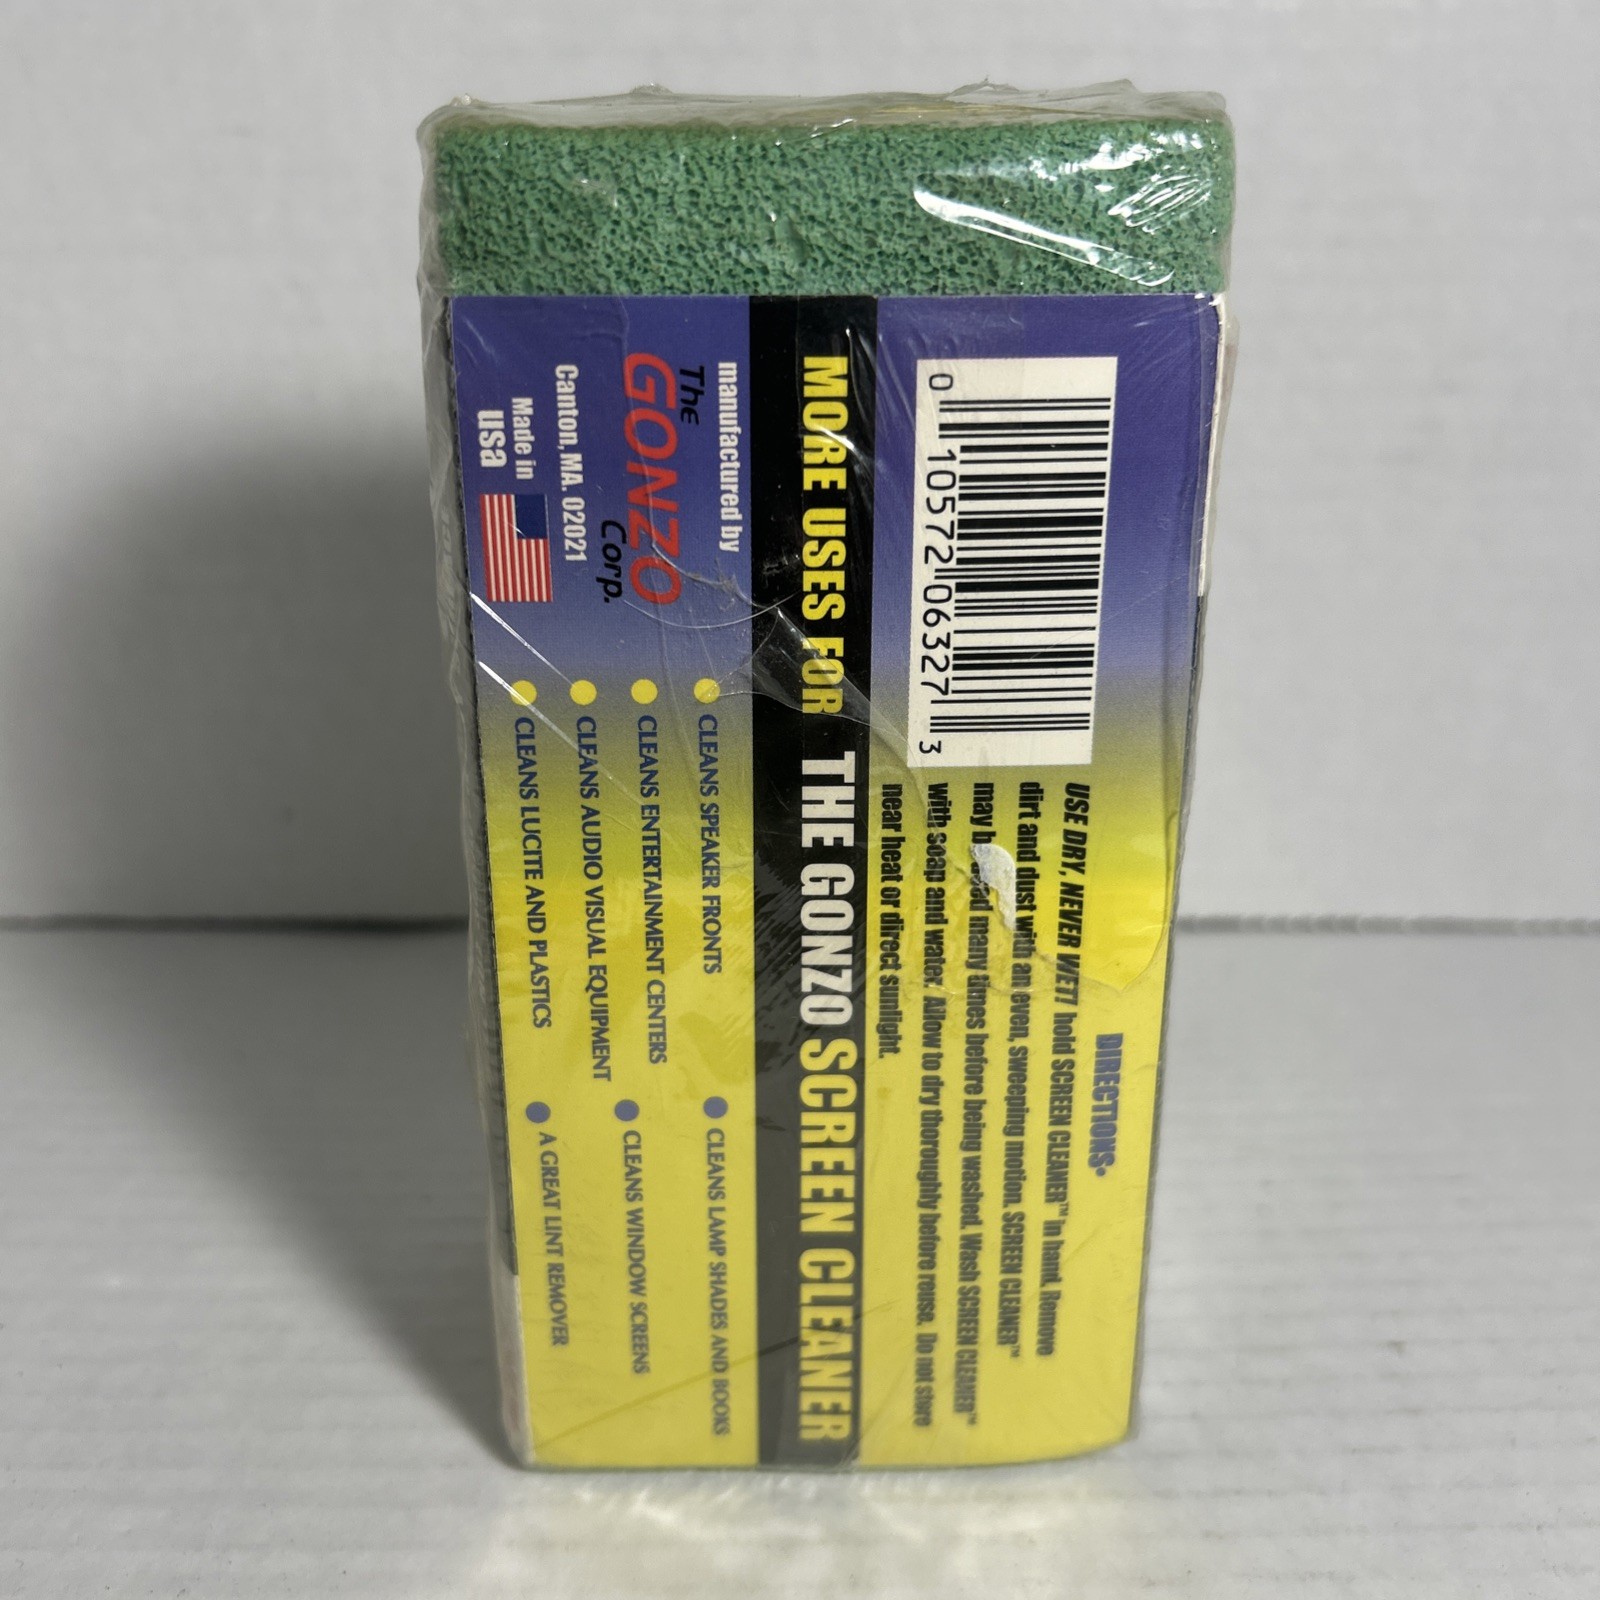 0 10572 06327 3
DIRECTIONS•
USE DRY, NEVER WET! hold SCREEN CLEANER™ in hand. Remove
dirt and dust with an even, sweeping motion. SCREEN CLEANER™
may be used many times before being washed. Wash SCREEN CLEANER™
with soap and water. Allow to dry thoroughly before reuse. Do not store
near heat or direct sunlight.
MORE USES FOR THE GONZO SCREEN CLEANER
manufactured by
The
GONZO
Corp.
Canton, MA. 02021
Made in
usa
CLEANS SPEAKER FRONTS
CLEANS ENTERTAINMENT CENTERS
CLEANS AUDIO VISUAL EQUIPMENT
CLEANS LUCITE AND PLASTICS
CLEANS LAMP SHADES AND BOOKS
CLEANS WINDOW SCREENS
A GREAT LINT REMOVER